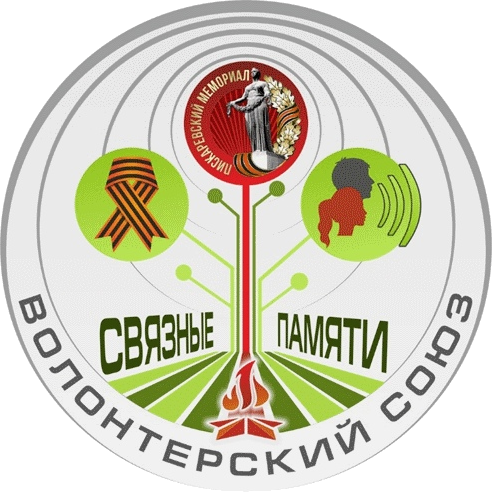 ПИСКАРЕВСКИЙ МЕМОРИАЛ
СВЯЗНЫЕ ПАМЯТИ
ВОЛОНТЕРСКИЙ СОЮЗ